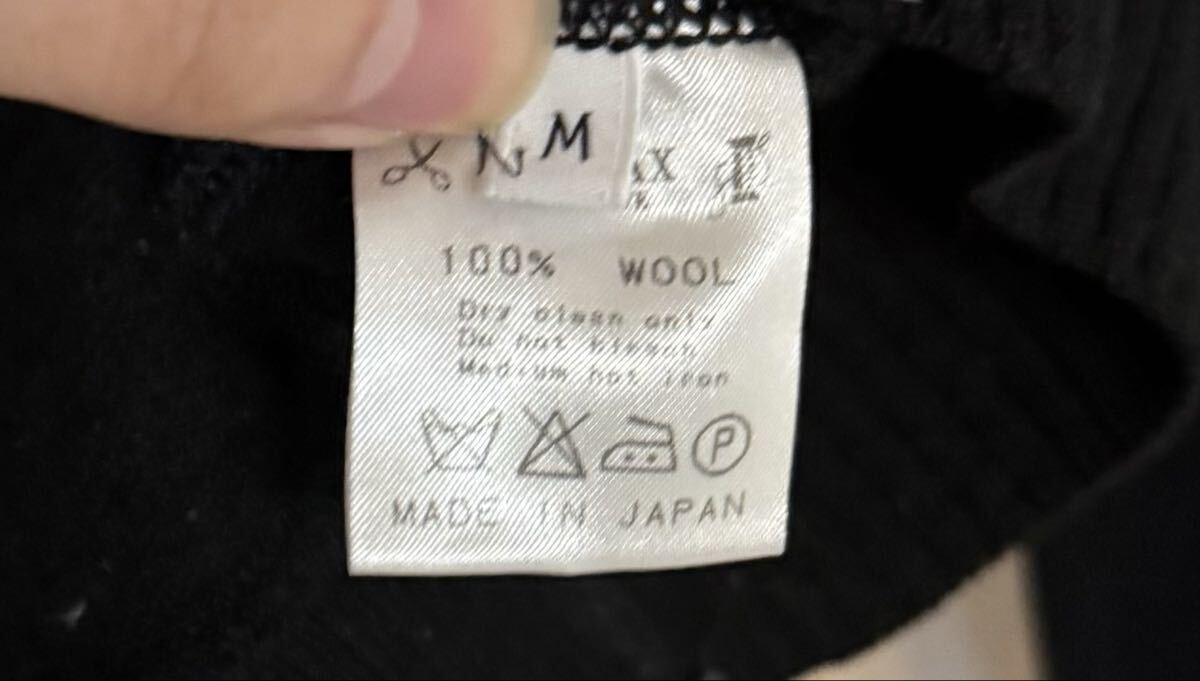 M
100% WOOL
Dry clean only
Do not bleach
Medium hot iron
P
MADE IN JAPAN